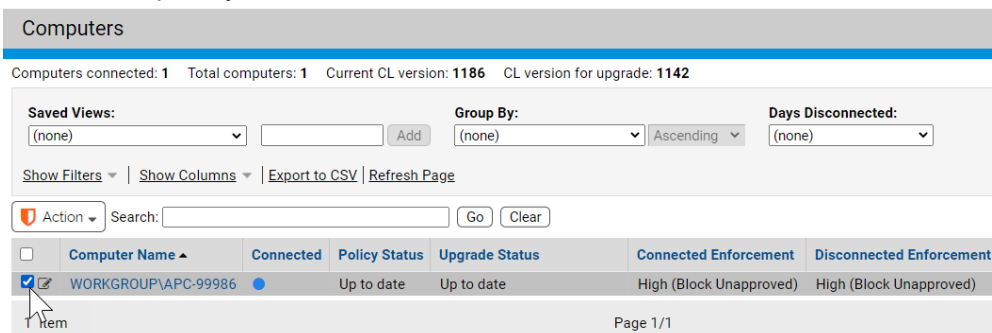 Computers
Computers connected: 1 Total computers: 1 Current CL version: 1186 CL version for upgrade: 1142
Saved Views: Group By: Days Disconnected:
(none) Add (none) Ascending (none)
Show Filters | Show Columns | Export to CSV | Refresh Page
Action Search: Go Clear
Computer Name Connected Policy Status Upgrade Status Connected Enforcement Disconnected Enforcement
WORKGROUP\APC-99986 Up to date Up to date High (Block Unapproved) High (Block Unapproved)
1 item Page 1/1